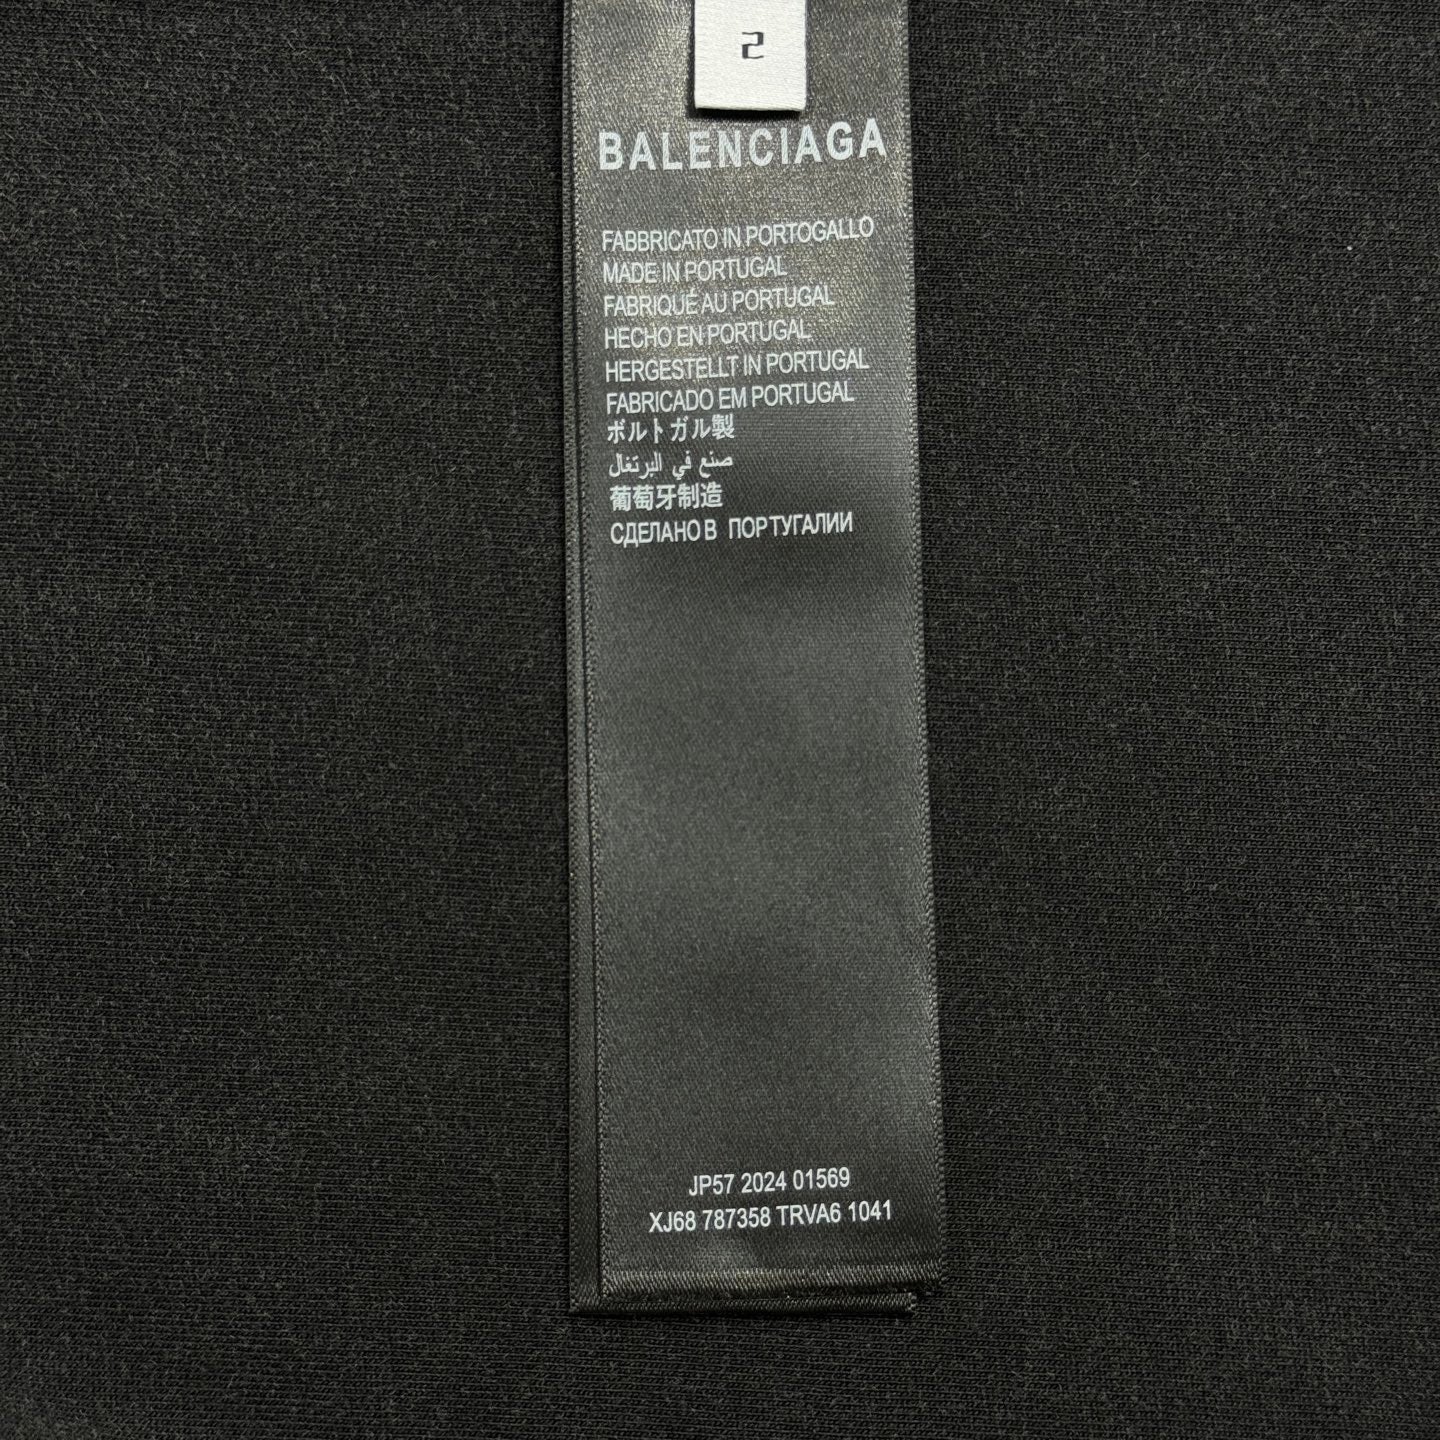 2
BALENCIAGA
FABBRICATO IN PORTOGALLO
MADE IN PORTUGAL
FABRIQUÉ AU PORTUGAL
HECHO EN PORTUGAL
HERGESTELLT IN PORTUGAL
FABRICADO EM PORTUGAL
ボルトガル製
صنع في البرتغال
葡萄牙制造
СДЕЛАНО В ПОРТУГАЛИИ
JP57 2024 01569
XJ68 787358 TRVA6 1041